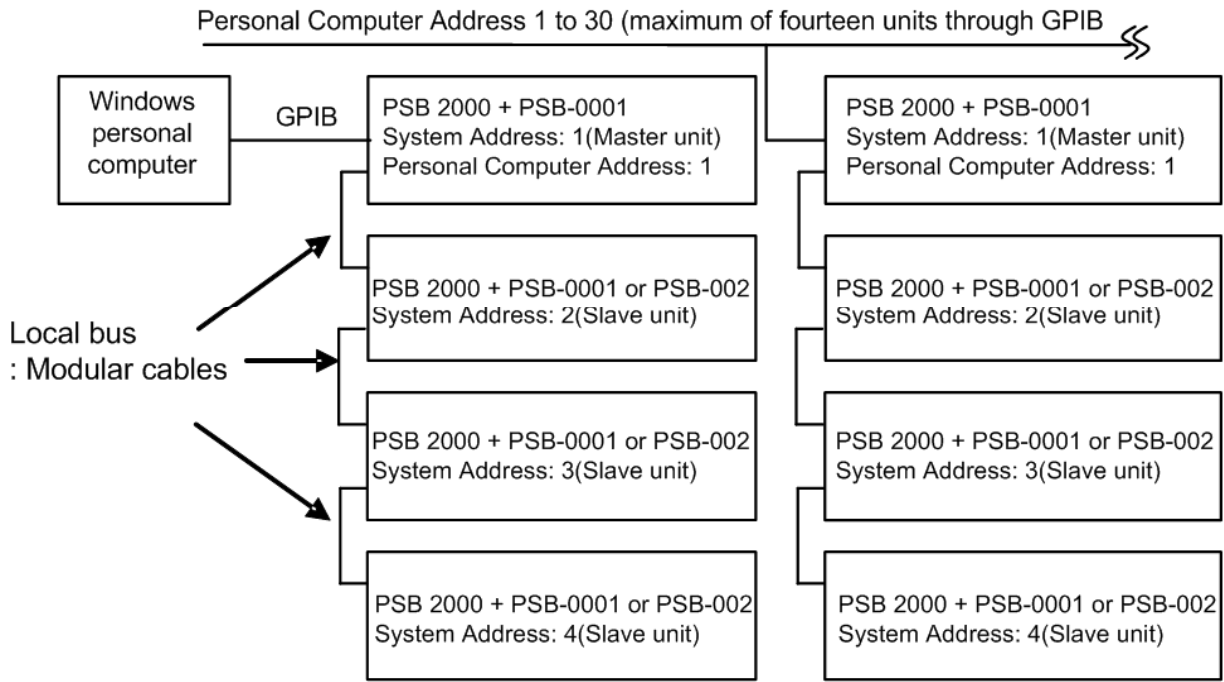 Personal Computer Address 1 to 30 (maximum of fourteen units through GPIB
Windows
personal
computer
GPIB
PSB 2000 + PSB-0001
System Address: 1(Master unit)
Personal Computer Address: 1
PSB 2000 + PSB-0001
System Address: 1(Master unit)
Personal Computer Address: 1
PSB 2000 + PSB-0001 or PSB-002
System Address: 2(Slave unit)
PSB 2000 + PSB-0001 or PSB-002
System Address: 2(Slave unit)
Local bus
: Modular cables
PSB 2000 + PSB-0001 or PSB-002
System Address: 3(Slave unit)
PSB 2000 + PSB-0001 or PSB-002
System Address: 3(Slave unit)
PSB 2000 + PSB-0001 or PSB-002
System Address: 4(Slave unit)
PSB 2000 + PSB-0001 or PSB-002
System Address: 4(Slave unit)